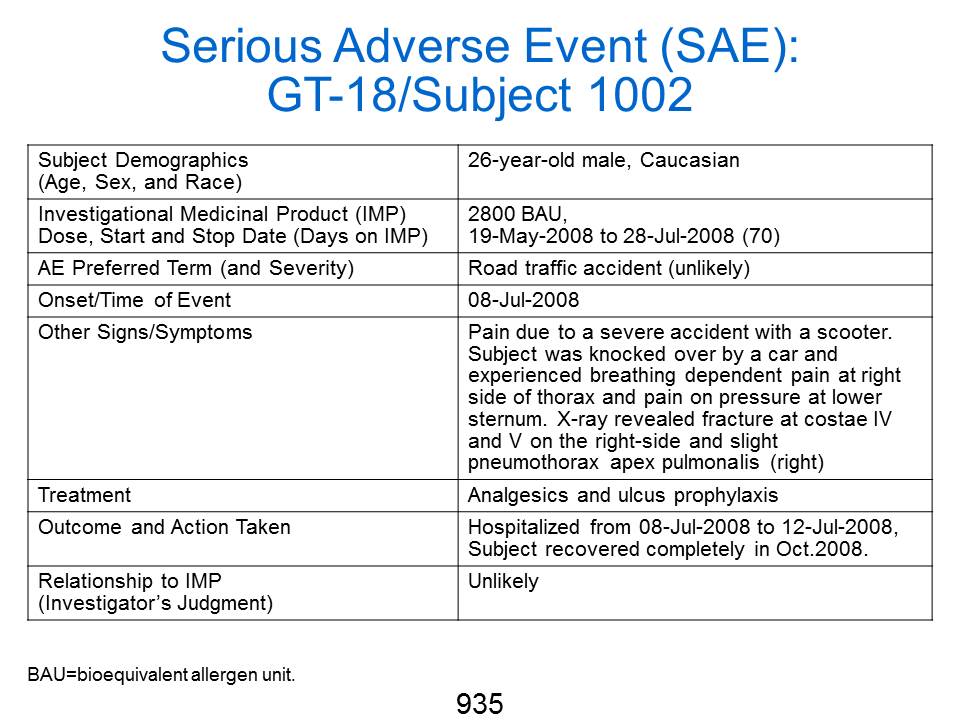 Serious Adverse Event (SAE):
GT-18/Subject 1002
Subject Demographics
(Age, Sex, and Race)
26-year-old male, Caucasian
Investigational Medicinal Product (IMP)
Dose, Start and Stop Date (Days on IMP)
2800 BAU,
19-May-2008 to 28-Jul-2008 (70)
AE Preferred Term (and Severity)
Road traffic accident (unlikely)
Onset/Time of Event
08-Jul-2008
Other Signs/Symptoms
Pain due to a severe accident with a scooter.
Subject was knocked over by a car and
experienced breathing dependent pain at right
side of thorax and pain on pressure at lower
sternum. X-ray revealed fracture at costae IV
and V on the right-side and slight
pneumothorax apex pulmonalis (right)
Treatment
Analgesics and ulcus prophylaxis
Outcome and Action Taken
Hospitalized from 08-Jul-2008 to 12-Jul-2008,
Subject recovered completely in Oct.2008.
Relationship to IMP
(Investigator's Judgment)
Unlikely
BAU=bioequivalent allergen unit.
935